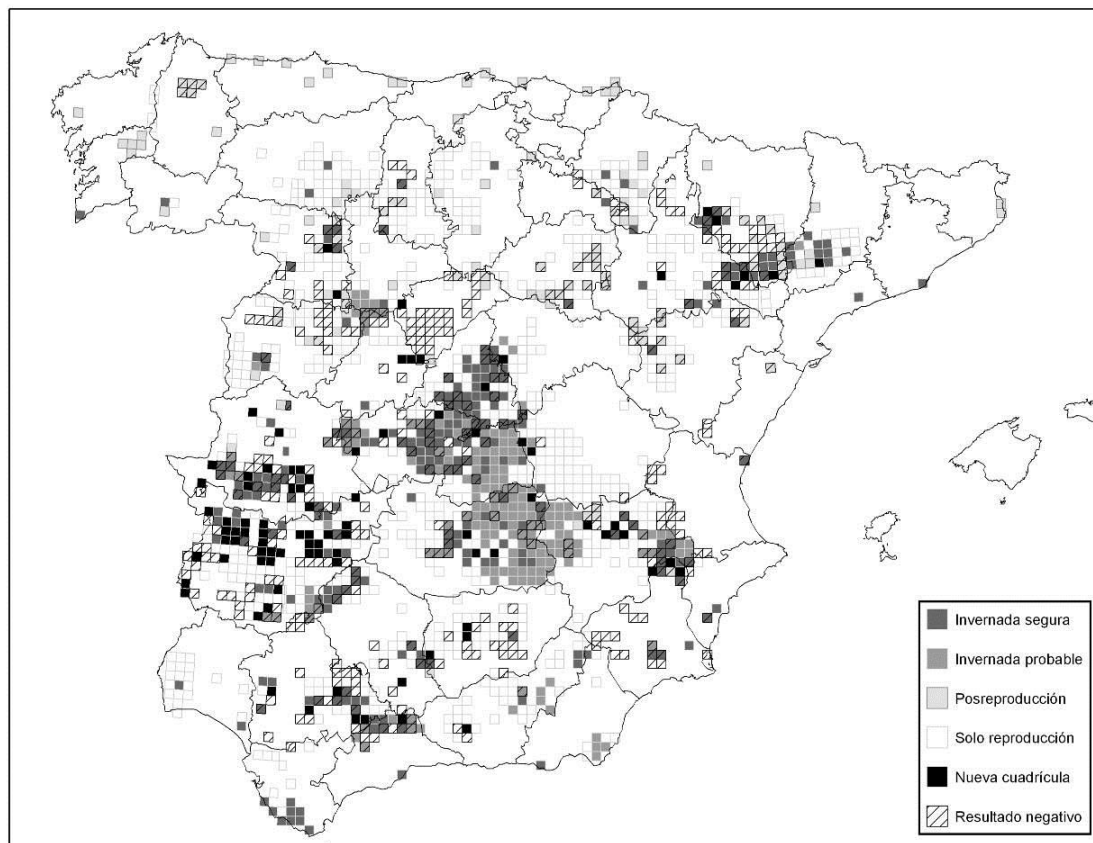 Invernada segura
Invernada probable
Posreproducción
Solo reproducción
Nueva cuadrícula
Resultado negativo